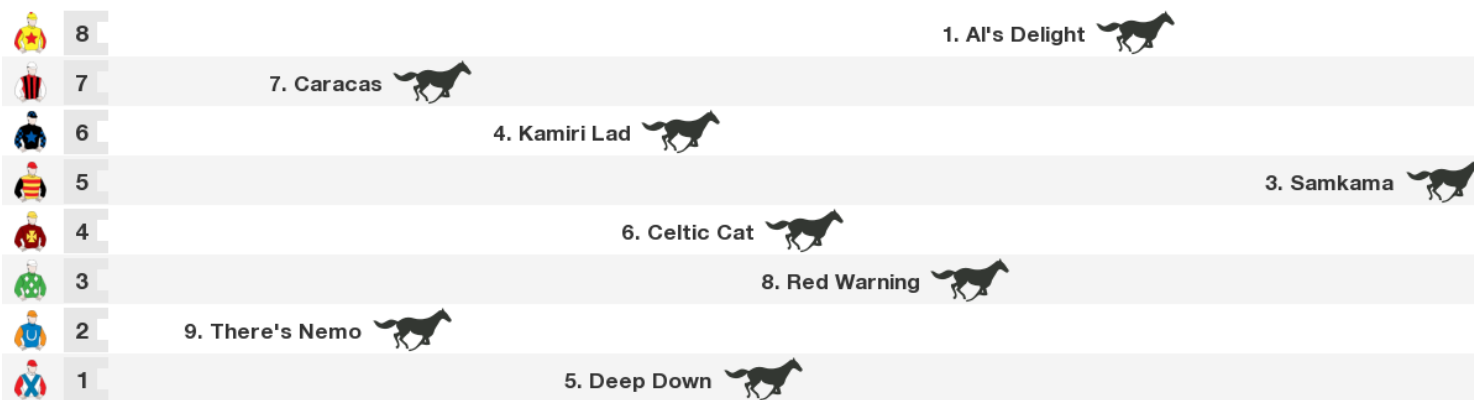 8 1. Al's Delight
7 7. Caracas
6 4. Kamiri Lad
5 3. Samkama
4 6. Celtic Cat
3 8. Red Warning
2 9. There's Nemo
1 5. Deep Down